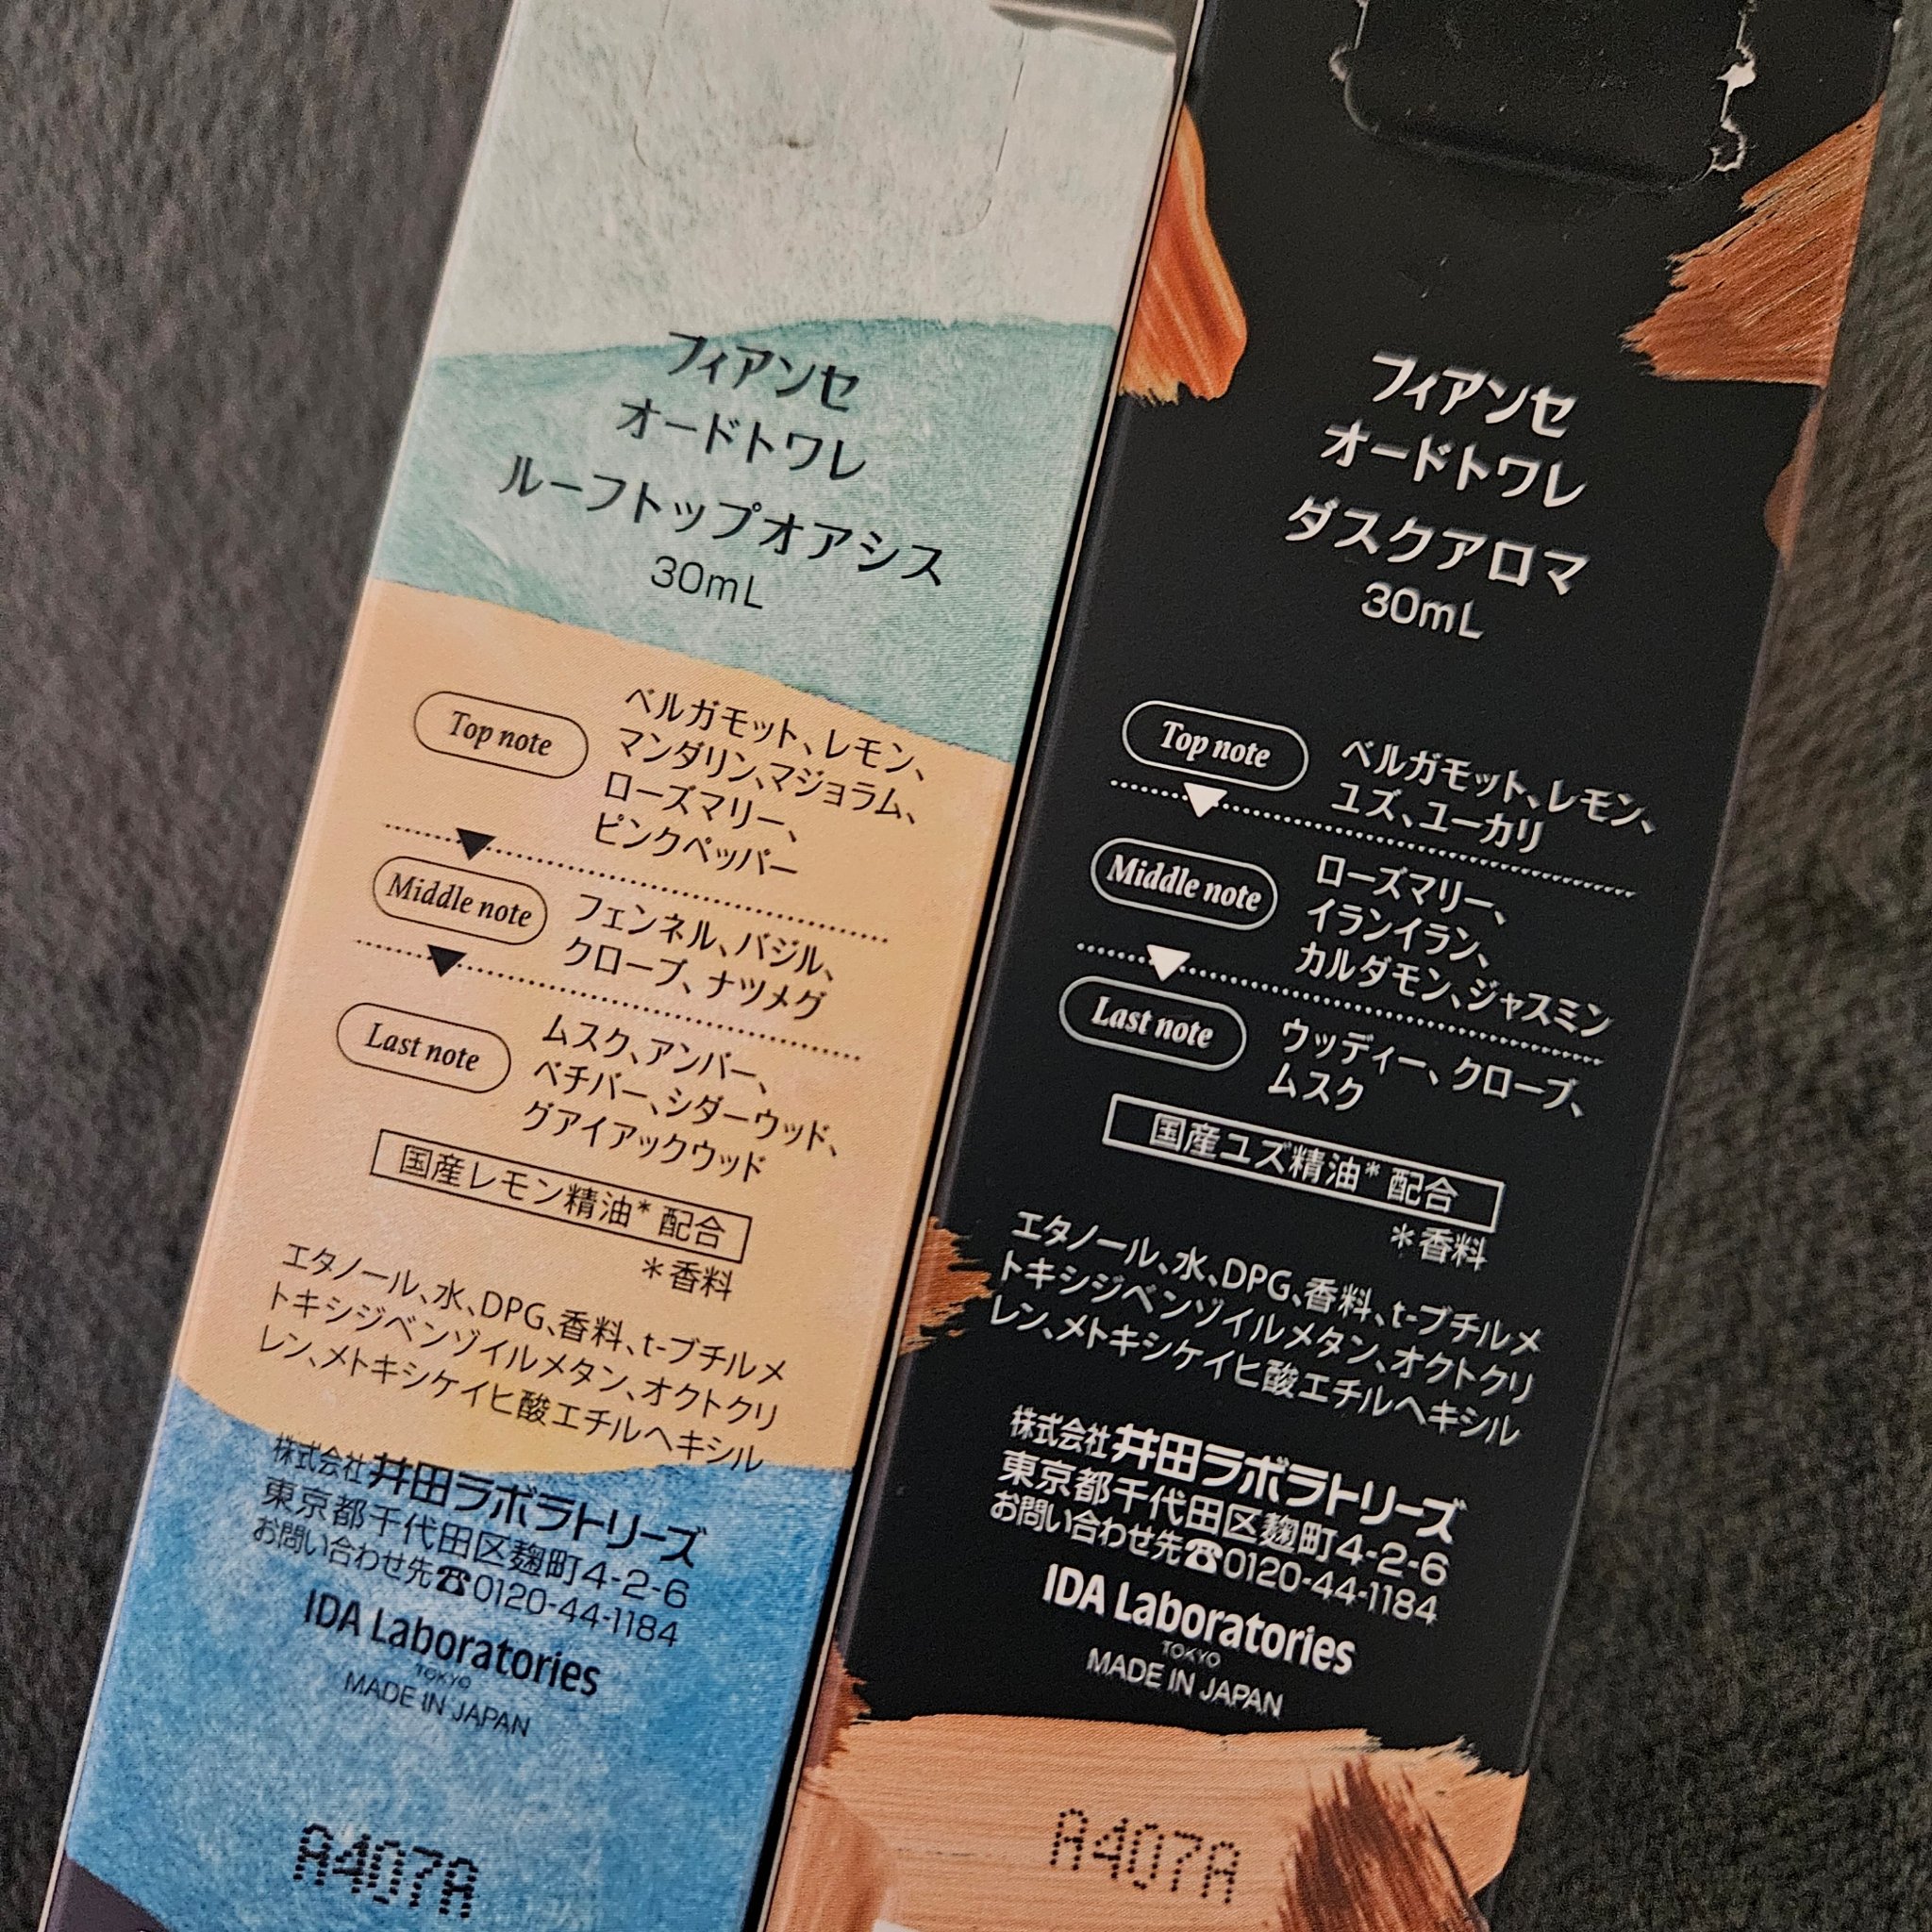 フィアンセ
オードトワレ
ルーフトップオアシス
30mL
Top note
ベルガモット、レモン、
マンダリン、マジョラム、
ローズマリー、
ピンクペッパー
Middle note
フェンネル、バジル、
クローブ、ナツメグ
Last note
ムスク、アンバー、
ベチバー、シダーウッド、
グアイアックウッド
国産レモン精油* 配合
*香料
エタノール、水、DPG、香料、t-ブチルメ
トキシジベンゾイルメタン、オクトクリ
レン、メトキシケイヒ酸エチルヘキシル
株式会社井田ラボラトリーズ
東京都千代田区麹町4-2-6
お問い合わせ先☎0120-44-1184
IDA Laboratories
TOKYO
MADE IN JAPAN
A407A
フィアンセ
オードトワレ
ダスクアロマ
30mL
Top note
ベルガモット、レモン、
ユズ、ユーカリ
Middle note
ローズマリー、
イランイラン、
カルダモン、ジャスミン
Last note
ウッディー、クローブ、
ムスク
国産ユズ精油* 配合
*香料
エタノール、水、DPG、香料、t-ブチルメ
トキシジベンゾイルメタン、オクトクリ
レン、メトキシケイヒ酸エチルヘキシル
株式会社井田ラボラトリーズ
東京都千代田区麹町4-2-6
お問い合わせ先☎0120-44-1184
IDA Laboratories
TOKYO
MADE IN JAPAN
A407A